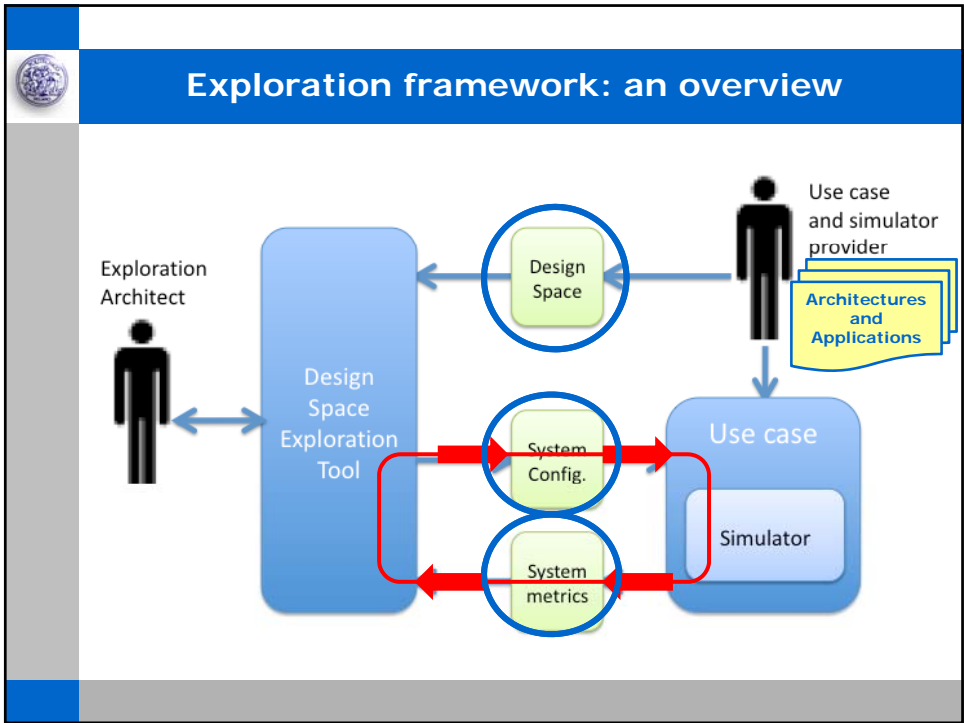 Exploration framework: an overview
Use case
and simulator
provider
Architectures
and
Applications
Exploration
Architect
Design
Space
Design
Space
Exploration
Tool
System
Config.
Use case
Simulator
System
metrics